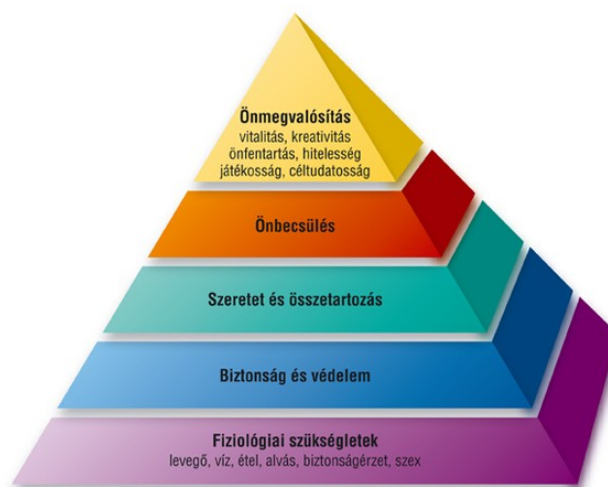 Önmegvalósítás
vitalitás, kreativitás
önfentartás, hitelesség
játékosság, céltudatosság
Önbecsülés
Szeretet és összetartozás
Biztonság és védelem
Fiziológiai szükségletek
levegő, víz, étel, alvás, biztonságérzet, szex